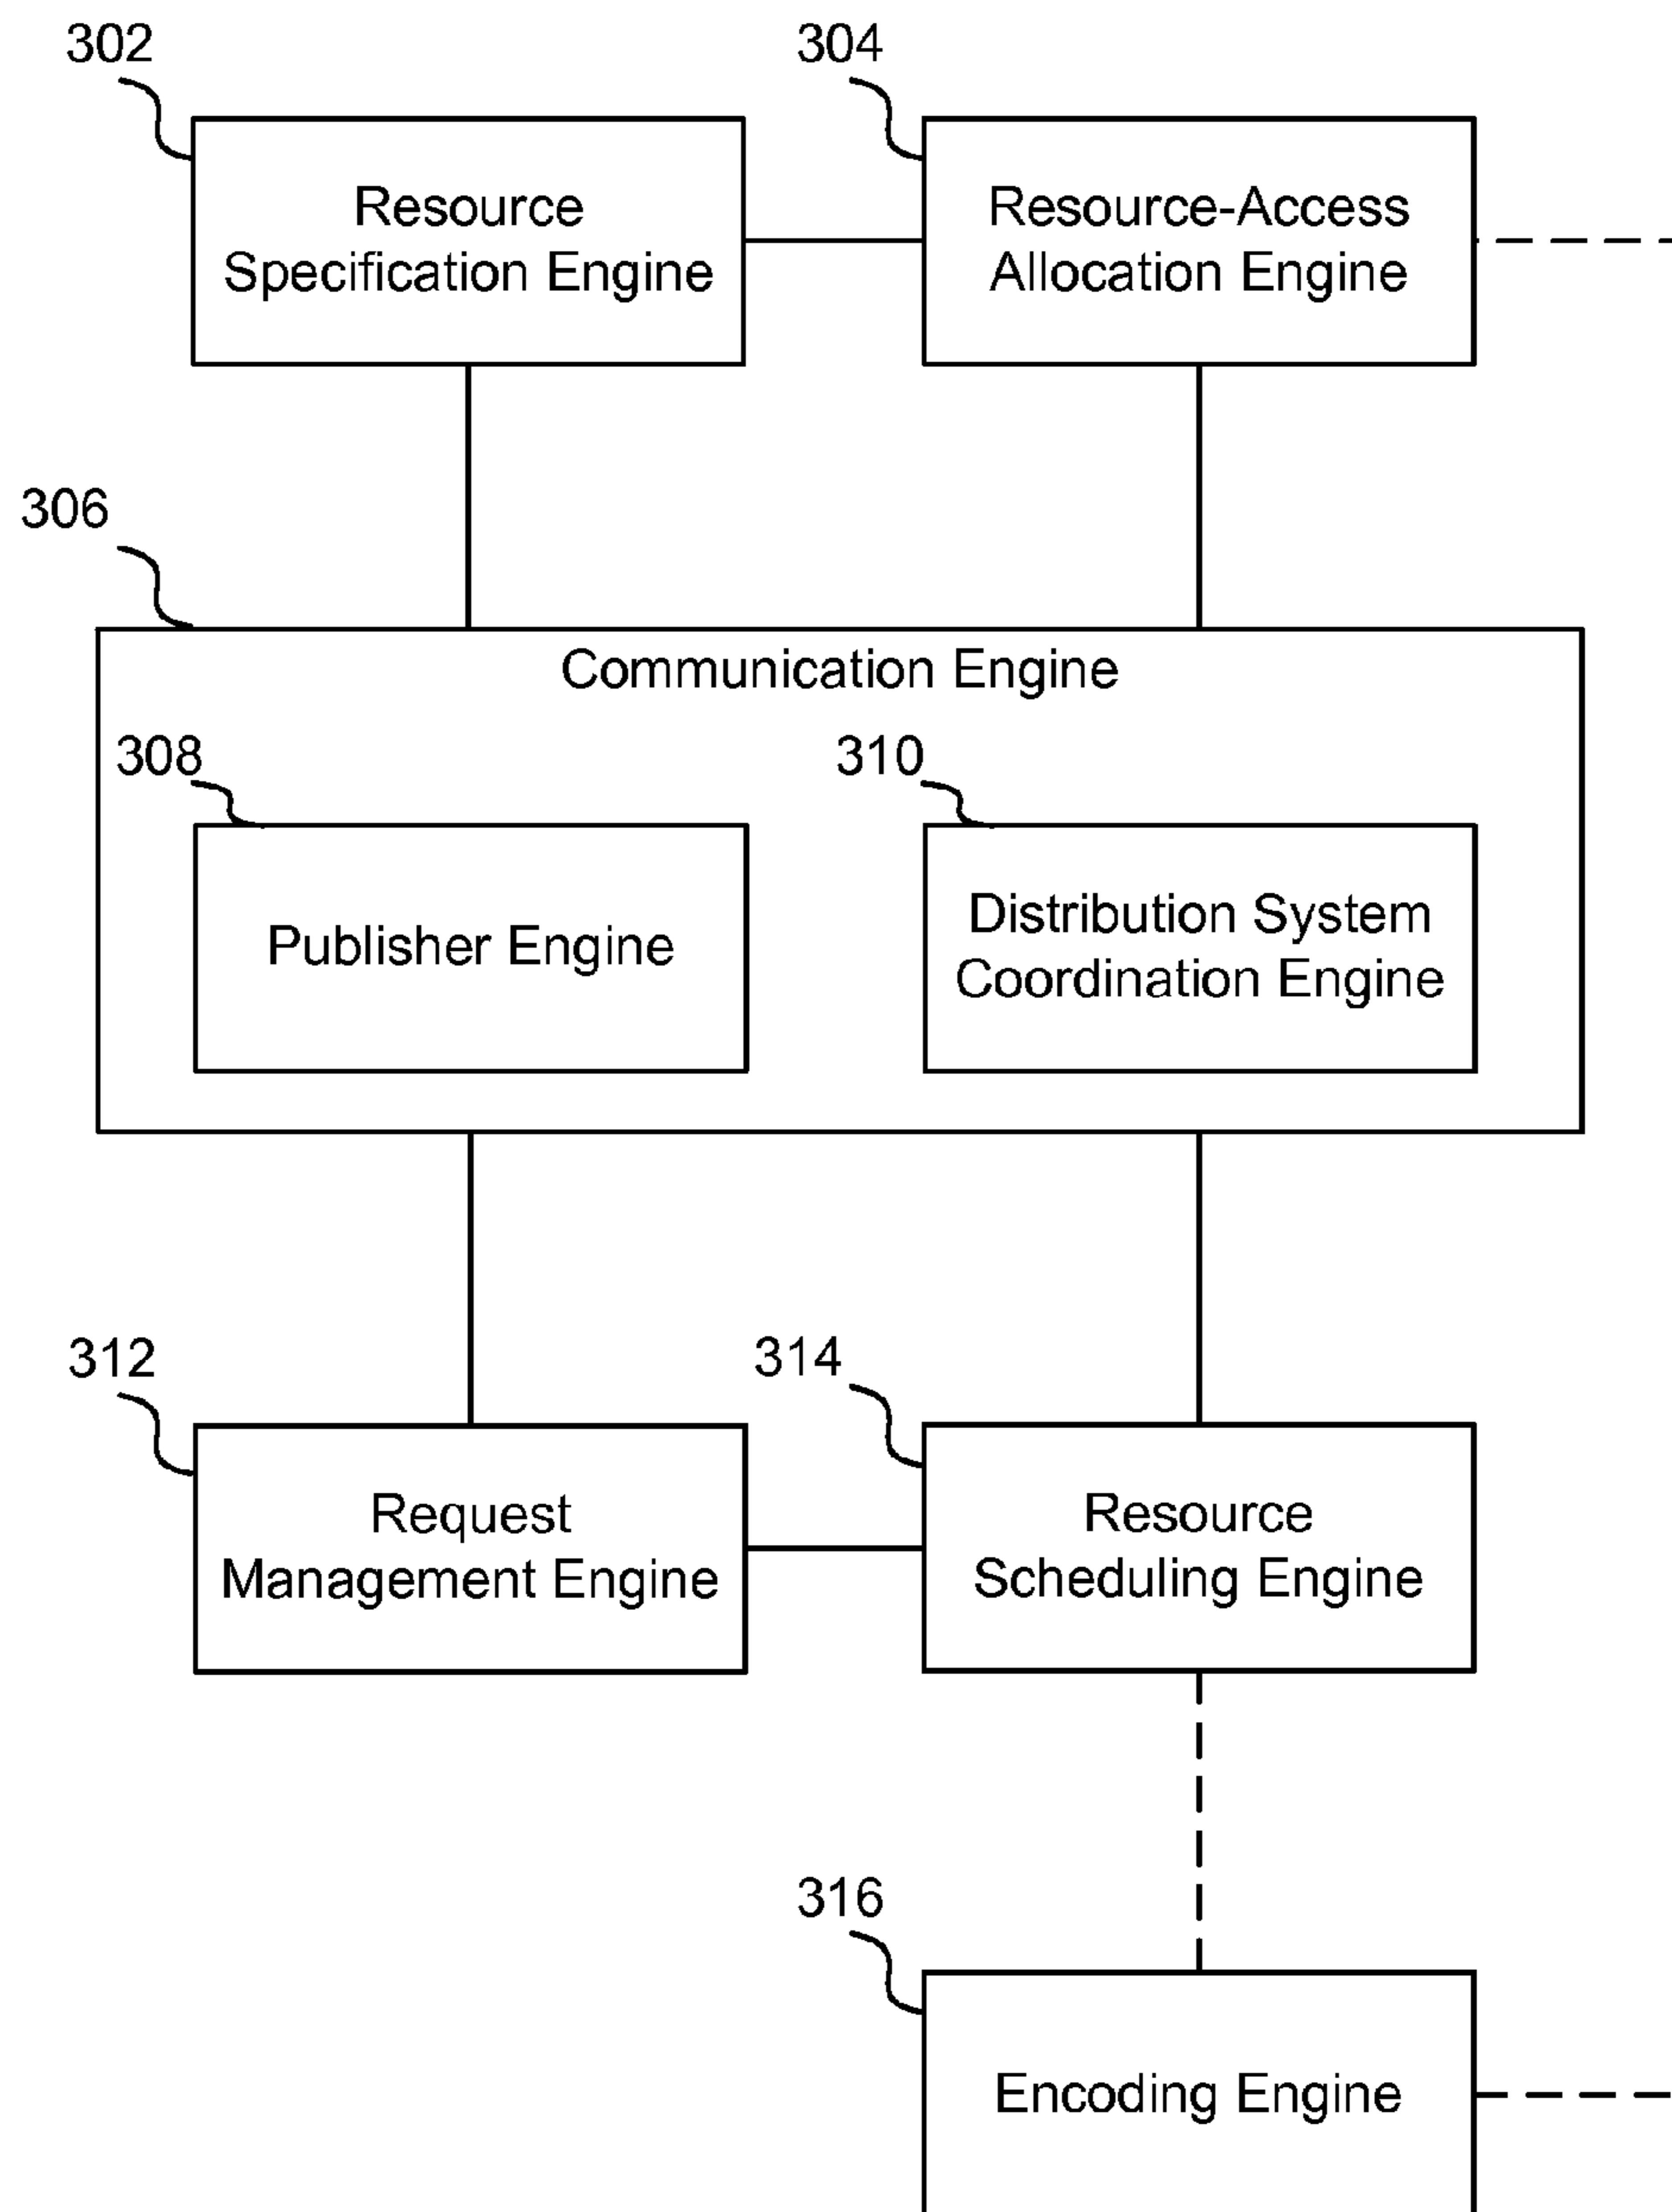 302
304
Resource
Specification Engine
Resource-Access
Allocation Engine
306
Communication Engine
308
310
Publisher Engine
Distribution System
Coordination Engine
312
314
Request
Management Engine
Resource
Scheduling Engine
316
Encoding Engine